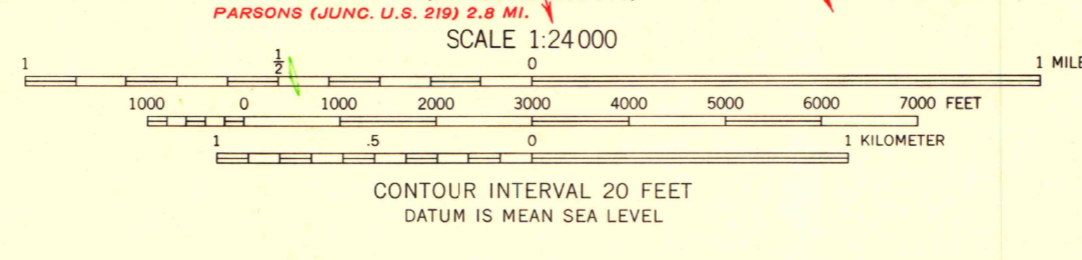 PARSONS (JUNC. U.S. 219) 2.8 MI.
SCALE 1:24 000
1 1/2 0 1 MILE
1000 0 1000 2000 3000 4000 5000 6000 7000 FEET
1 .5 0 1 KILOMETER
CONTOUR INTERVAL 20 FEET
DATUM IS MEAN SEA LEVEL